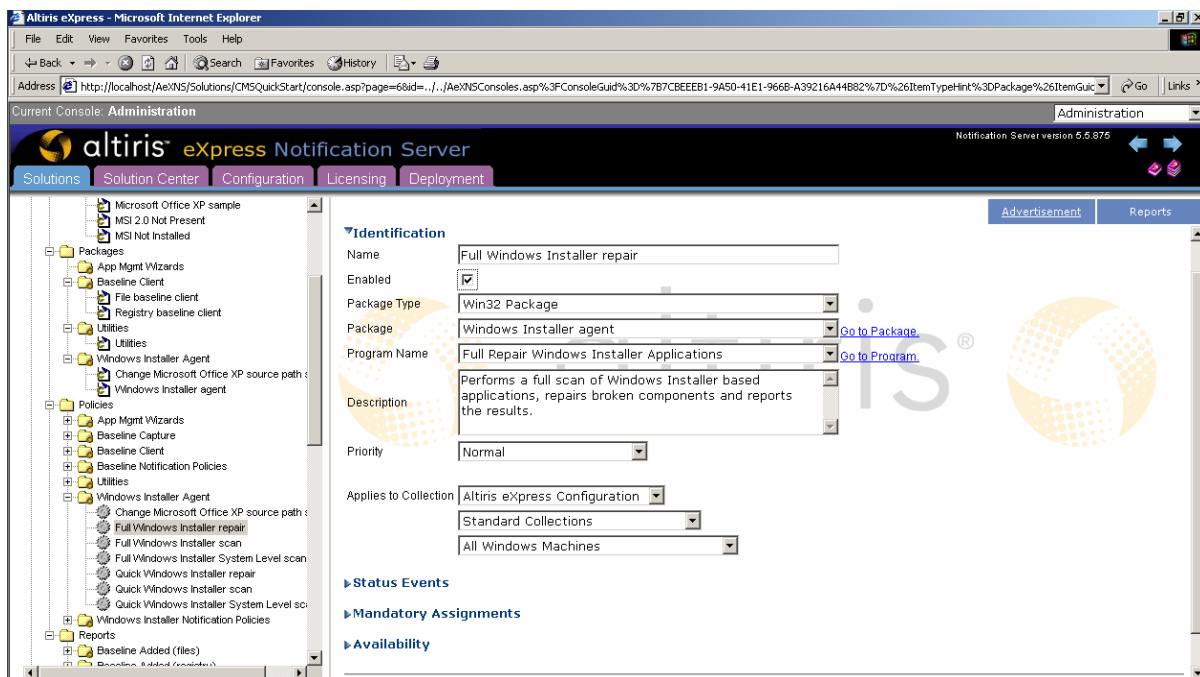 Altiris eXpress - Microsoft Internet Explorer
File Edit View Favorites Tools Help
Back Search Favorites History
Address http://localhost/AeXNS/Solutions/CMSQuickStart/console.asp?page=6&id=../../AeXNSConsoles.asp%3FConsoleGuid%3D%7B7CBEEEB1-9A50-41E1-966B-A39216A44B82%7D%26ItemTypeHint%3DPackage%26ItemGuic Go Links
Current Console: Administration Administration
altiris eXpress Notification Server
Notification Server version 5.5.875
Solutions Solution Center Configuration Licensing Deployment
Advertisement Reports
Microsoft Office XP sample
MSI 2.0 Not Present
MSI Not Installed
Packages
App Mgmt Wizards
Baseline Client
File baseline client
Registry baseline client
Utilities
Utilities
Windows Installer Agent
Change Microsoft Office XP source path s
Windows Installer agent
Policies
App Mgmt Wizards
Baseline Capture
Baseline Client
Baseline Notification Policies
Utilities
Windows Installer Agent
Change Microsoft Office XP source path s
Full Windows Installer repair
Full Windows Installer scan
Full Windows Installer System Level scan
Quick Windows Installer repair
Quick Windows Installer scan
Quick Windows Installer System Level sc
Windows Installer Notification Policies
Reports
Baseline Added (files)
Baseline Added (registry)
Identification
Name Full Windows Installer repair
Enabled
Package Type Win32 Package
Package Windows Installer agent Go to Package.
Program Name Full Repair Windows Installer Applications Go to Program.
Description
Performs a full scan of Windows Installer based
applications, repairs broken components and reports
the results.
Priority Normal
Applies to Collection Altiris eXpress Configuration
Standard Collections
All Windows Machines
Status Events
Mandatory Assignments
Availability
altiris®